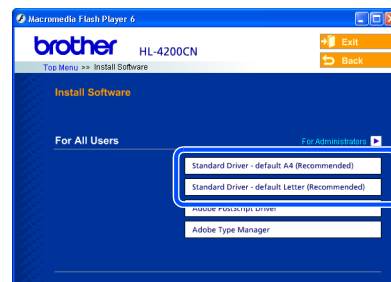 Macromedia Flash Player 6
brother HL-4200CN
Exit
Back
Top Menu >> Install Software
Install Software
For All Users
For Administrators
Standard Driver - default A4 (Recommended)
Standard Driver - default Letter (Recommended)
Adobe PostScript Driver
Adobe Type Manager